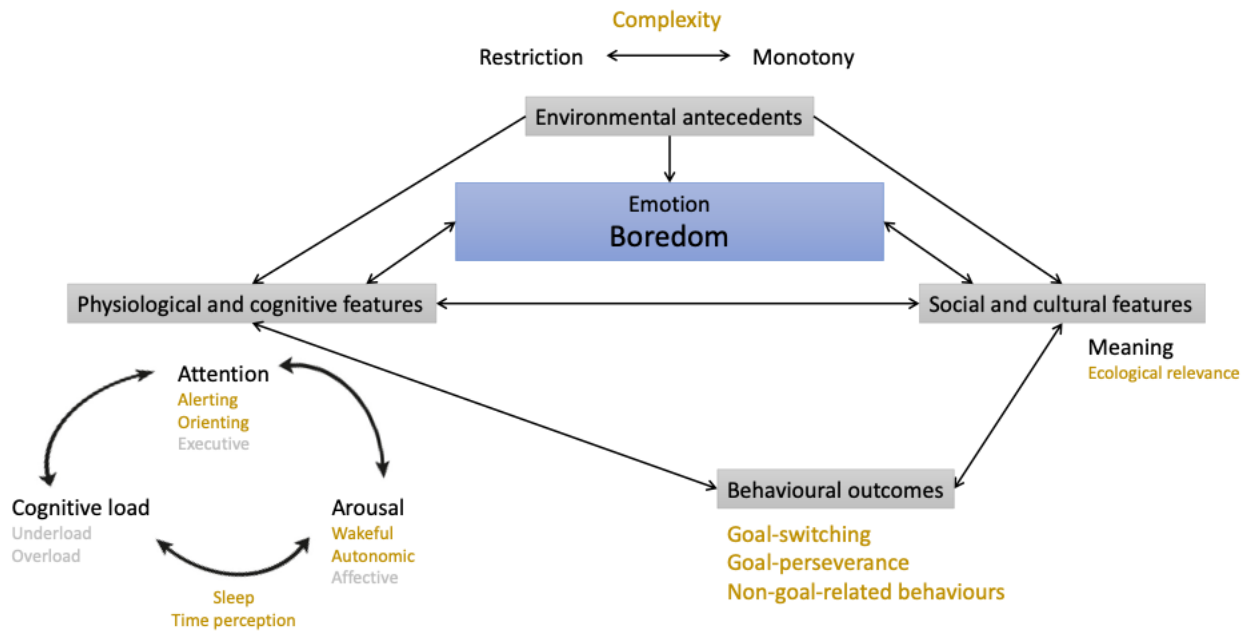 Complexity
Restriction
Monotony
Environmental antecedents
Emotion
Boredom
Physiological and cognitive features
Social and cultural features
Meaning
Ecological relevance
Attention
Alerting
Orienting
Executive
Cognitive load
Underload
Overload
Arousal
Wakeful
Autonomic
Affective
Sleep
Time perception
Behavioural outcomes
Goal-switching
Goal-perseverance
Non-goal-related behaviours